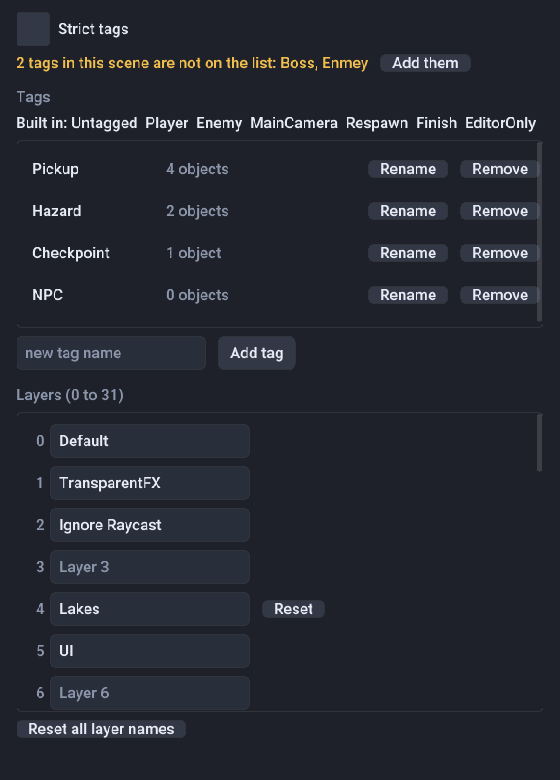 Strict tags
2 tags in this scene are not on the list: Boss, Enmey Add them
Tags
Built in: Untagged Player Enemy MainCamera Respawn Finish EditorOnly
Pickup 4 objects Rename Remove
Hazard 2 objects Rename Remove
Checkpoint 1 object Rename Remove
NPC 0 objects Rename Remove
new tag name Add tag
Layers (0 to 31)
0 Default
1 TransparentFX
2 Ignore Raycast
3 Layer 3
4 Lakes Reset
5 UI
6 Layer 6
Reset all layer names